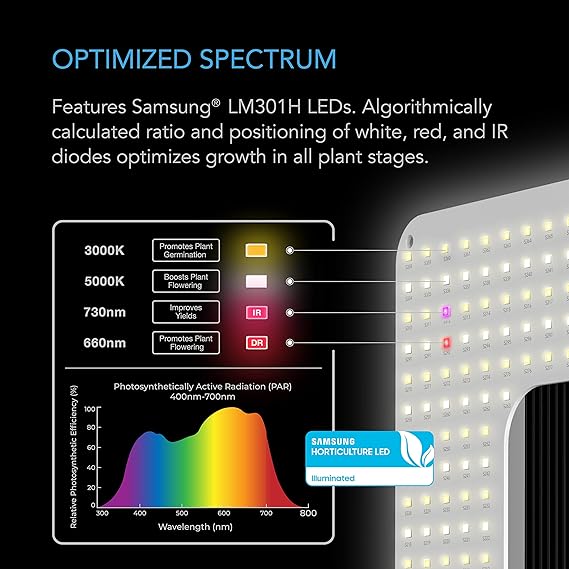 OPTIMIZED SPECTRUM
Features Samsung® LM301H LEDs. Algorithmically
calculated ratio and positioning of white, red, and IR
diodes optimizes growth in all plant stages.
3000K
Promotes Plant
Germination
5000K
Boosts Plant
Flowering
730nm
Improves
Yields
IR
660nm
Promotes Plant
Flowering
DR
Photosynthetically Active Radiation (PAR)
400nm-700nm
Relative Photosynthetic Efficiency (%)
100
80
60
40
20
0
300 400 500 600 700 800
Wavelength (nm)
SAMSUNG
HORTICULTURE LED
Illuminated